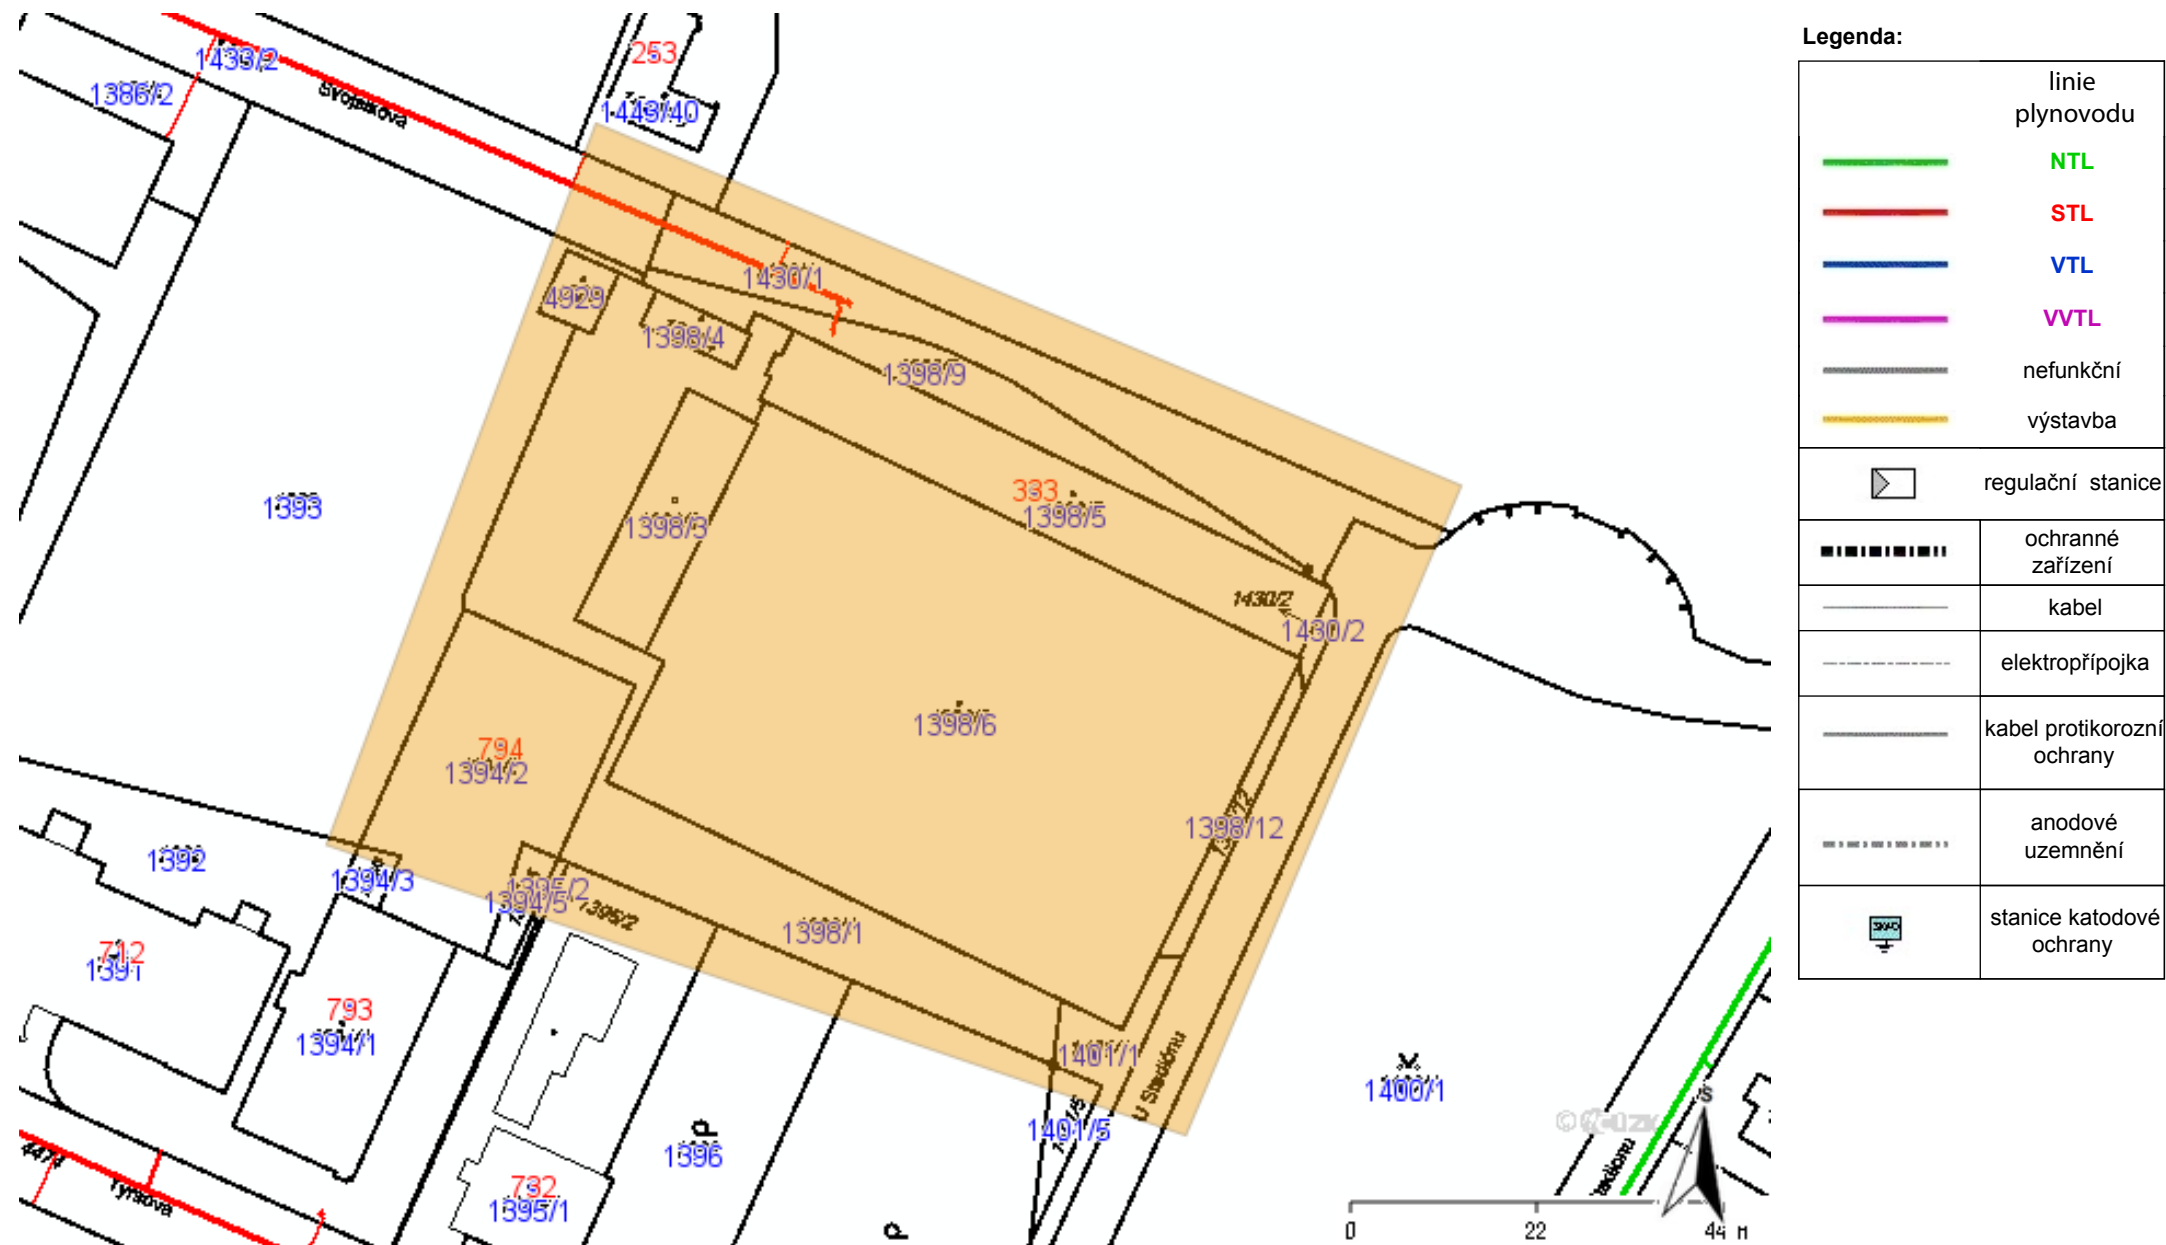 253
1433/2
1386/2
Svojsíkova
1449/40
1430/1
4929
1398/4
1398/9
1393
333
1398/5
1398/3
1430/2
1430/2
1398/6
794
1394/2
1398/12
1392
1394/3
1395/2
1394/5
1395/2
1398/1
712
1391
793
1394/1
1401/1
U Stadiónu
1400/1
1401/5
1396
732
1395/1
4474
Tyršova
p
p
S
0 22 44 m
Legenda:
linie
plynovodu
NTL
STL
VTL
VVTL
nefunkční
výstavba
regulační stanice
ochranné
zařízení
kabel
elektropřípojka
kabel protikorozní
ochrany
anodové
uzemnění
stanice katodové
ochrany